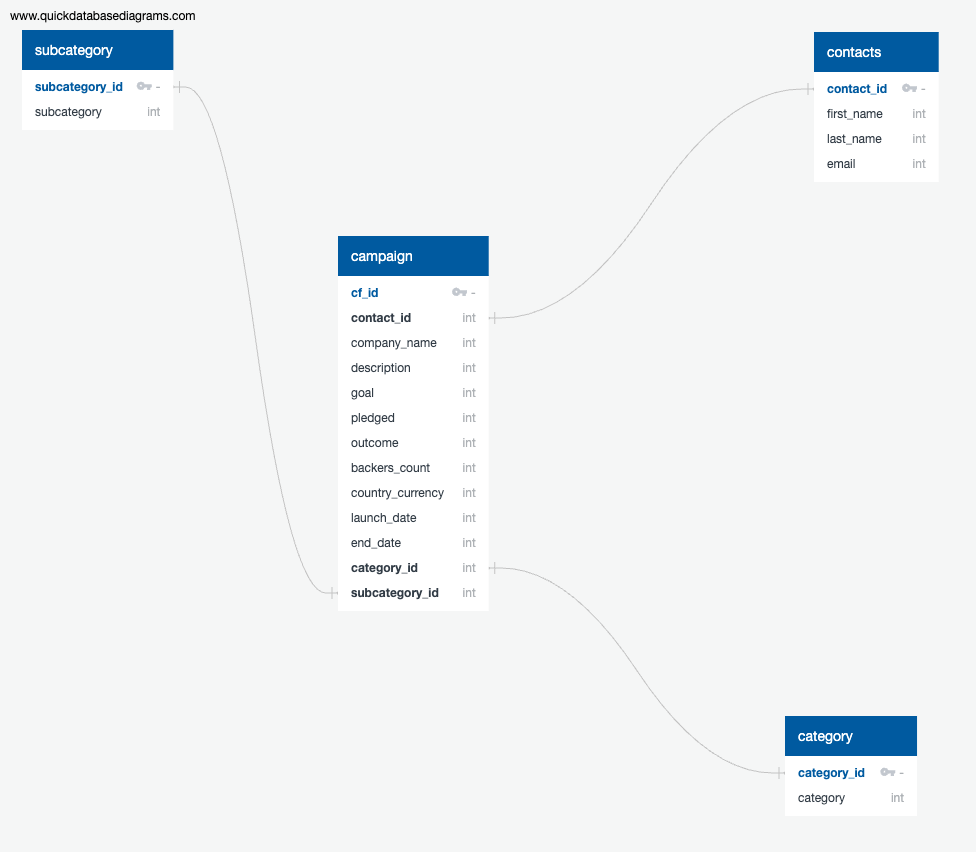 www.quickdatabasediagrams.com
subcategory
subcategory_id -
subcategory int
contacts
contact_id -
first_name int
last_name int
email int
campaign
cf_id -
contact_id int
company_name int
description int
goal int
pledged int
outcome int
backers_count int
country_currency int
launch_date int
end_date int
category_id int
subcategory_id int
category
category_id -
category int